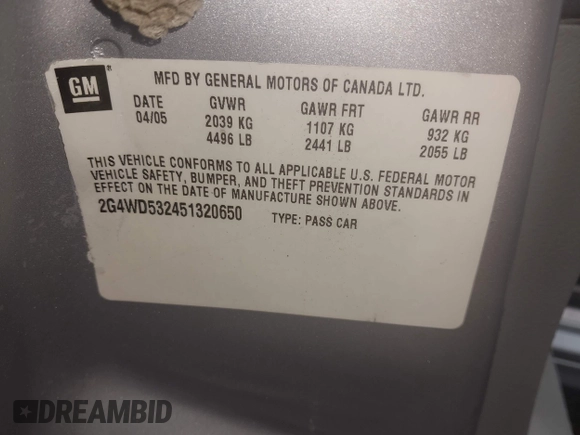 GM ® MFD BY GENERAL MOTORS OF CANADA LTD.
DATE GVWR GAWR FRT GAWR RR
04/05 2039 KG 1107 KG 932 KG
4496 LB 2441 LB 2055 LB
THIS VEHICLE CONFORMS TO ALL APPLICABLE U.S. FEDERAL MOTOR
VEHICLE SAFETY, BUMPER, AND THEFT PREVENTION STANDARDS IN
EFFECT ON THE DATE OF MANUFACTURE SHOWN ABOVE.
2G4WD532451320650 TYPE: PASS CAR
DREAMBID